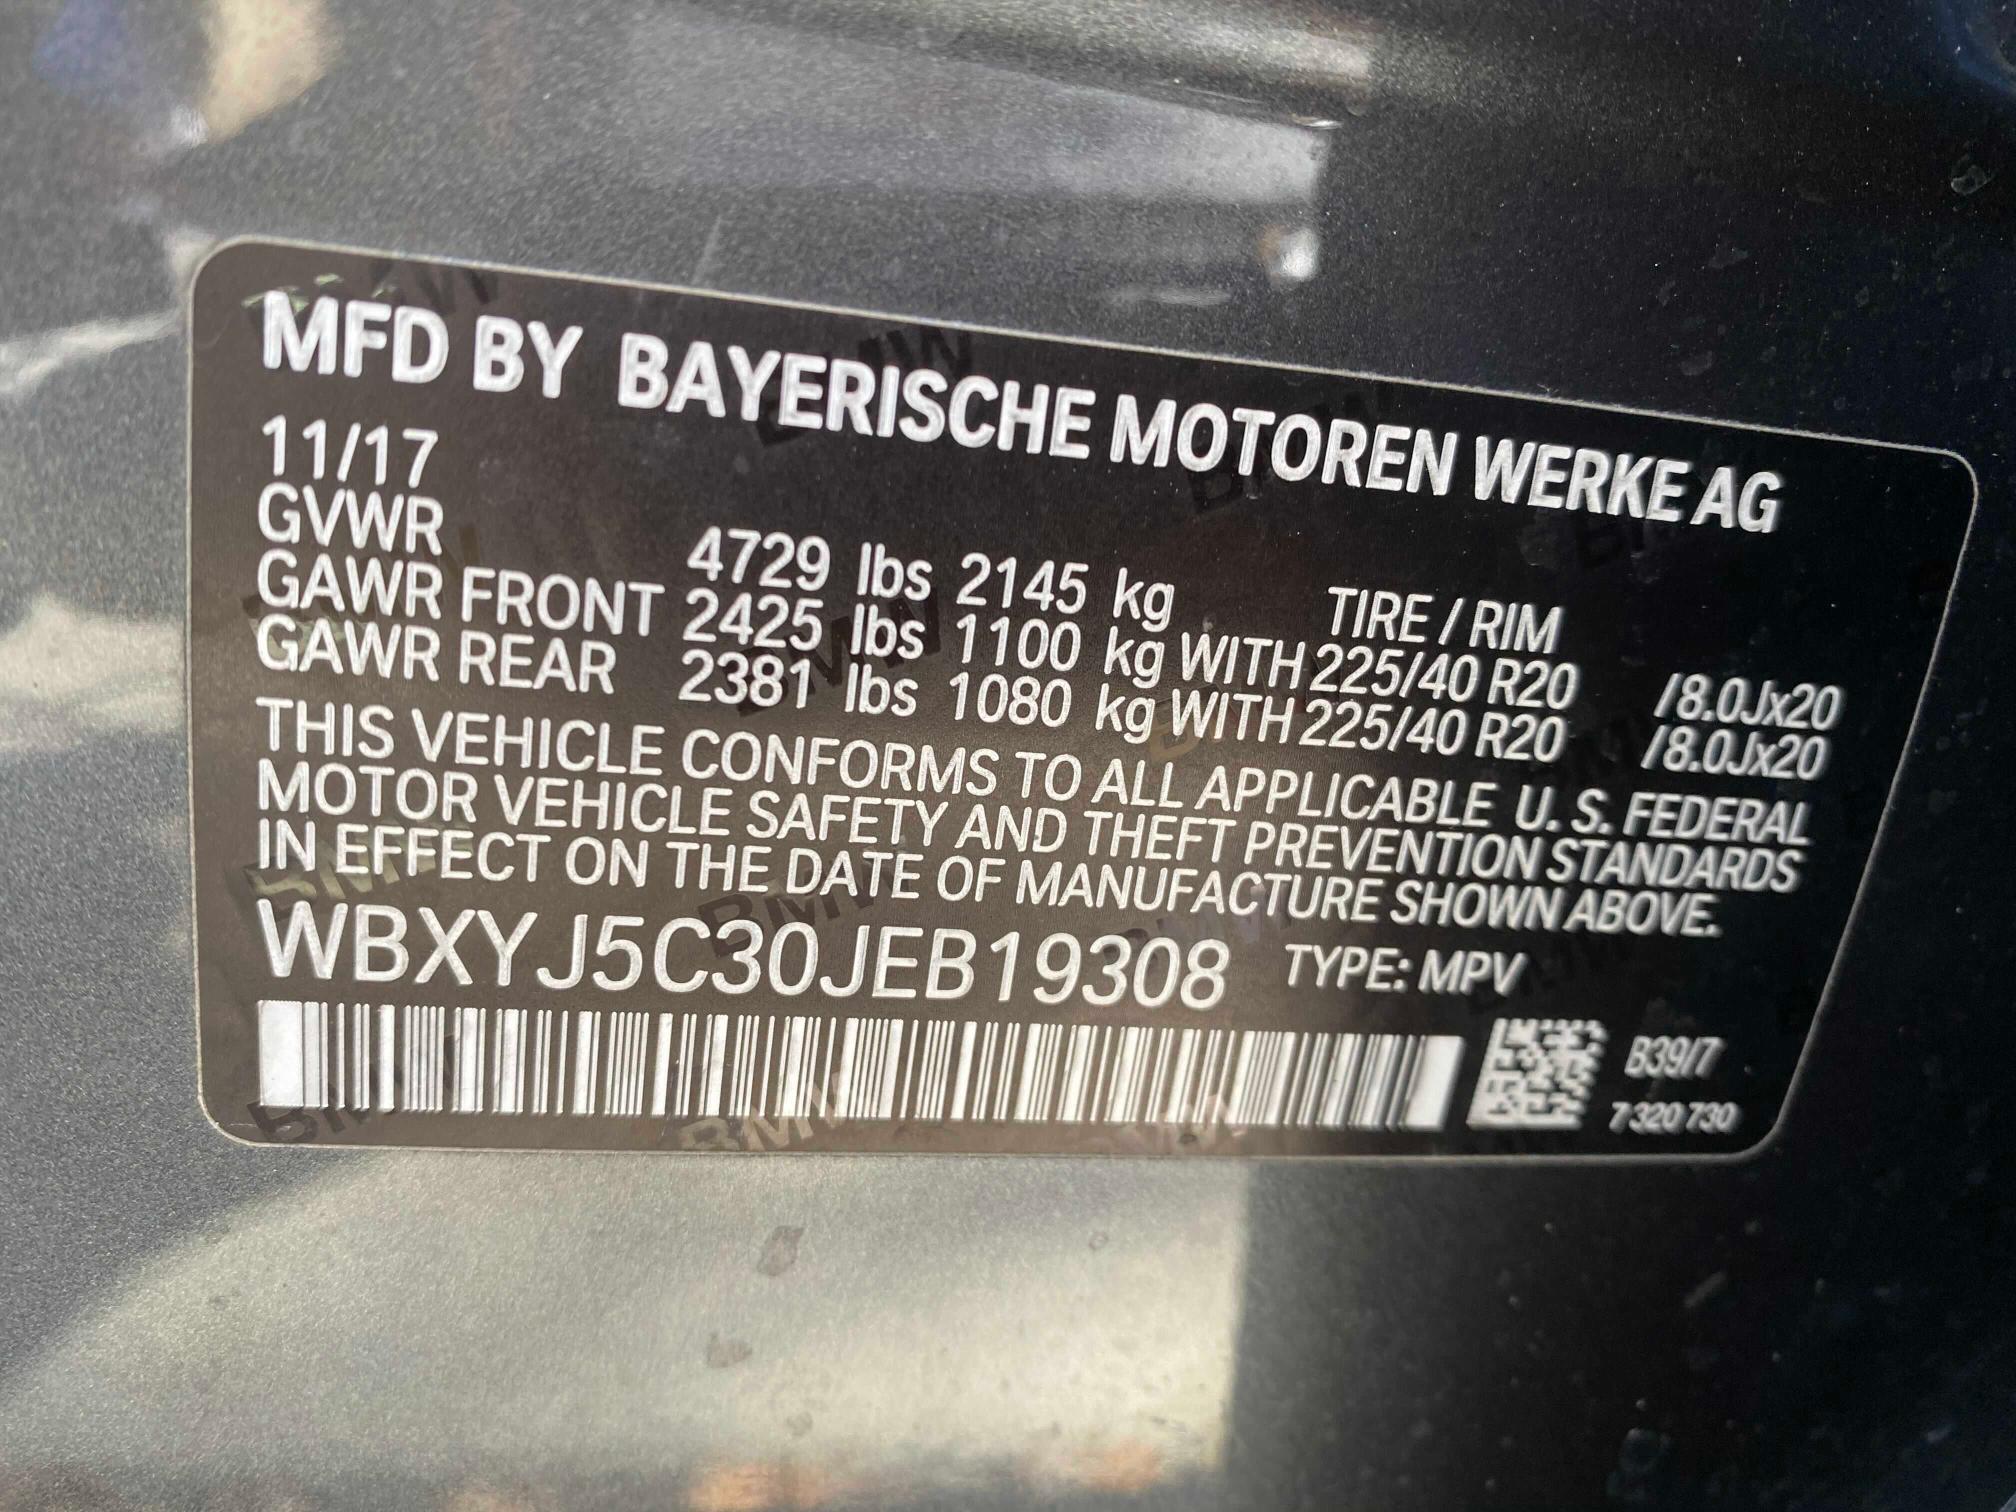 MFD BY BAYERISCHE MOTOREN WERKE AG
11/17
GVWR 4729 lbs 2145 kg TIRE / RIM
GAWR FRONT 2425 lbs 1100 kg WITH 225/40 R20 /8.0Jx20
GAWR REAR 2381 lbs 1080 kg WITH 225/40 R20 /8.0Jx20
THIS VEHICLE CONFORMS TO ALL APPLICABLE U. S. FEDERAL
MOTOR VEHICLE SAFETY AND THEFT PREVENTION STANDARDS
IN EFFECT ON THE DATE OF MANUFACTURE SHOWN ABOVE.
WBXYJ5C30JEB19308 TYPE: MPV
B39/7
7 320 730